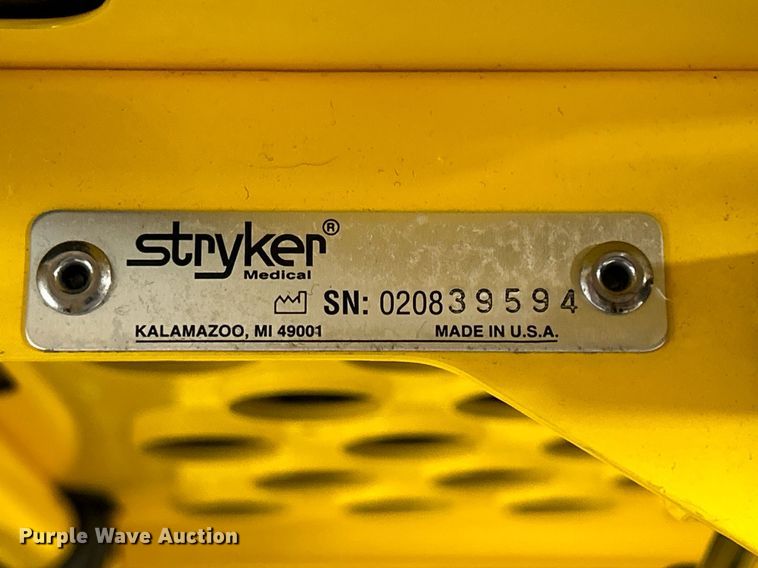 stryker®
Medical
SN: 020839594
KALAMAZOO, MI 49001 MADE IN U.S.A.
Purple Wave Auction